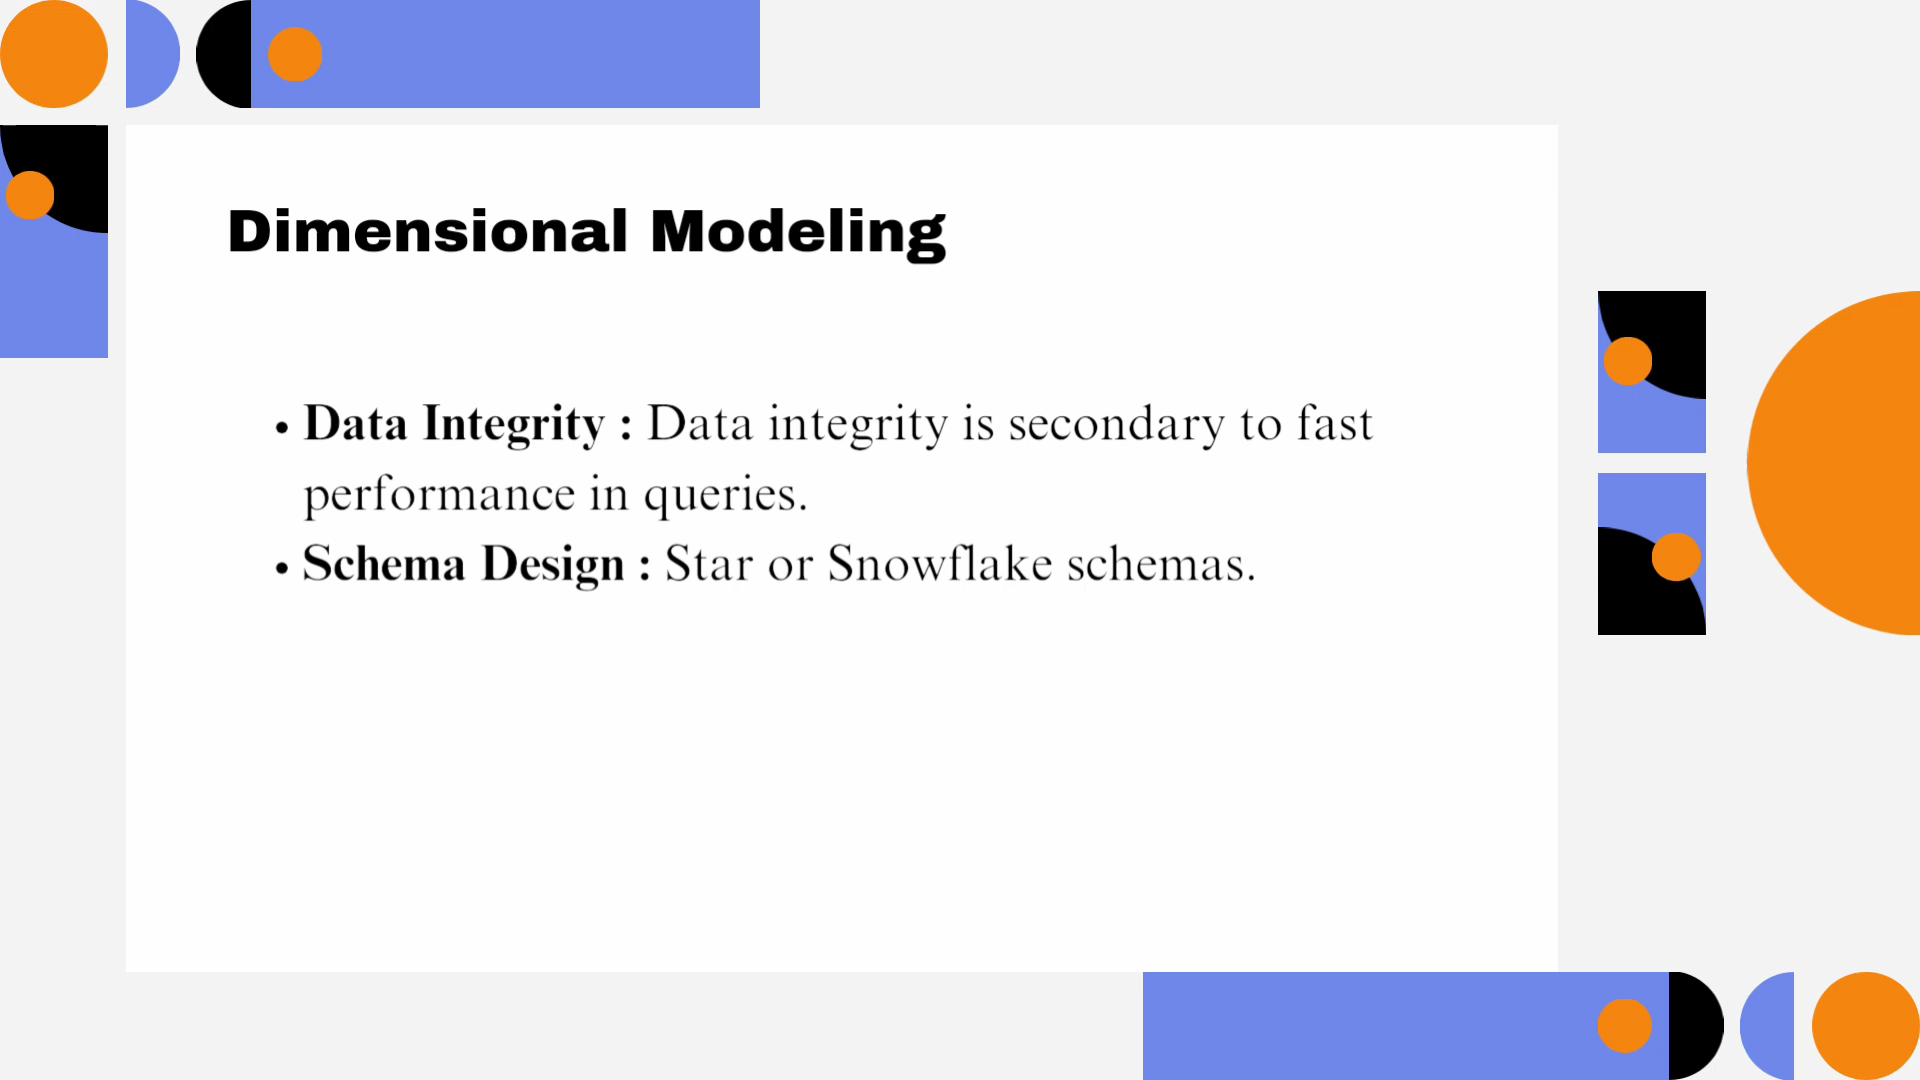 Dimensional Modeling
• Data Integrity : Data integrity is secondary to fast
performance in queries.
• Schema Design : Star or Snowflake schemas.